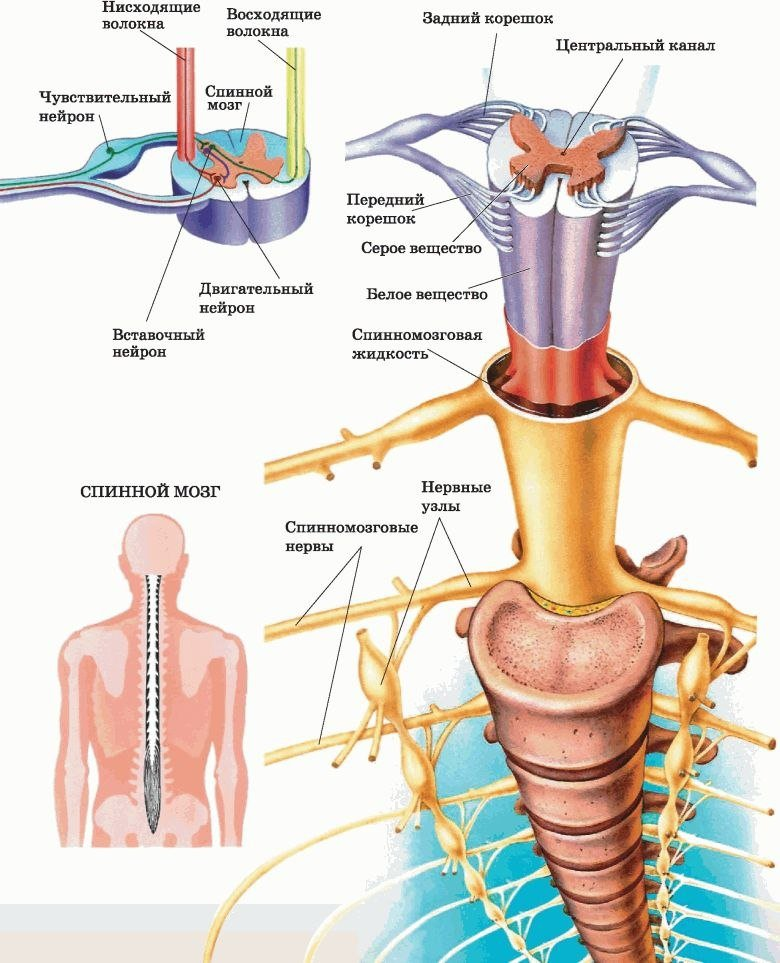 Нисходящие
волокна
Восходящие
волокна
Чувствительный
нейрон
Спинной
мозг
Двигательный
нейрон
Вставочный
нейрон
Задний корешок
Центральный канал
Передний
корешок
Серое вещество
Белое вещество
Спинномозговая
жидкость
СПИННОЙ МОЗГ
Нервные
узлы
Спинномозговые
нервы